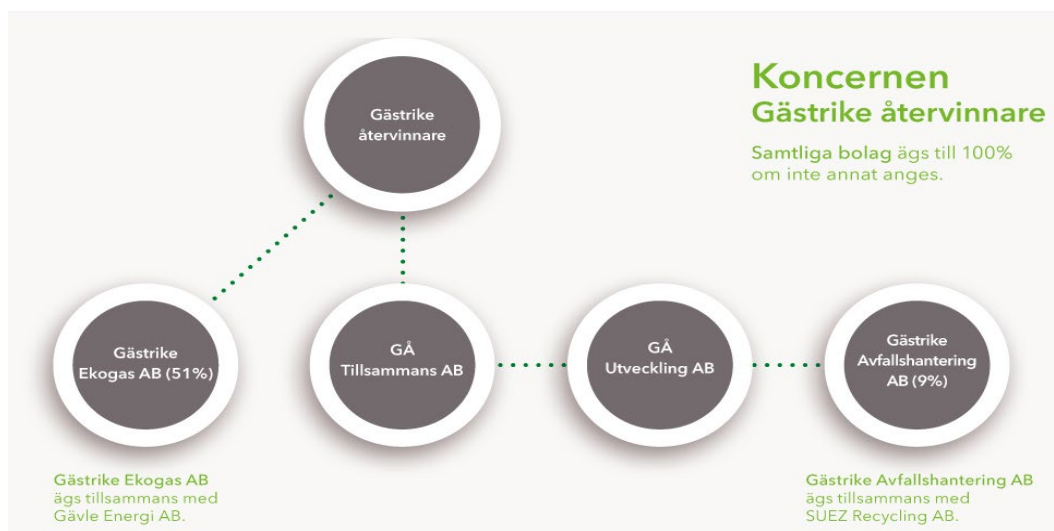 Koncernen
Gästrike återvinnare
Samtliga bolag ägs till 100%
om inte annat anges.
Gästrike
återvinnare
Gästrike
Ekogas AB (51%)
GÅ
Tillsammans AB
GÅ
Utveckling AB
Gästrike
Avfallshantering
AB (9%)
Gästrike Ekogas AB
ägs tillsammans med
Gävle Energi AB.
Gästrike Avfallshantering AB
ägs tillsammans med
SUEZ Recycling AB.